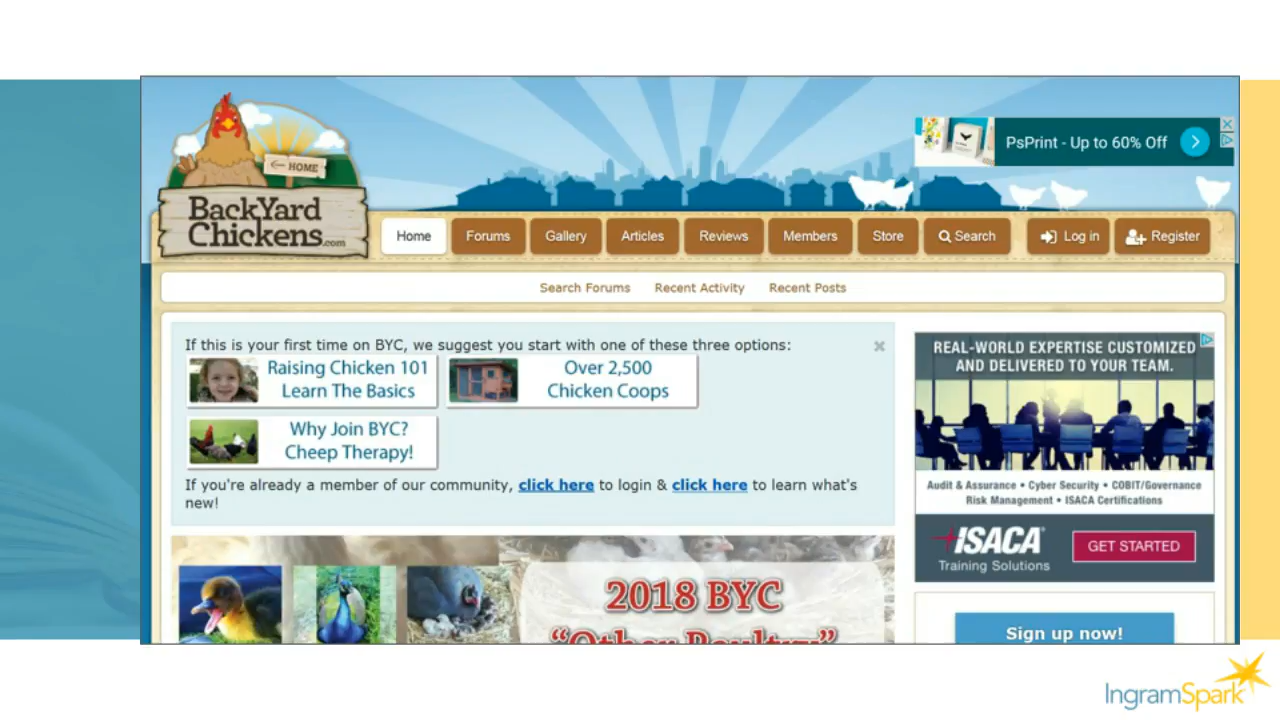 HOME
BackYard
Chickens.com
PsPrint - Up to 60% Off
Home
Forums
Gallery
Articles
Reviews
Members
Store
Search
Log in
Register
Search Forums
Recent Activity
Recent Posts
If this is your first time on BYC, we suggest you start with one of these three options:
Raising Chicken 101
Learn The Basics
Over 2,500
Chicken Coops
Why Join BYC?
Cheep Therapy!
If you're already a member of our community, click here to login & click here to learn what's
new!
2018 BYC
“Other Poultry”
REAL-WORLD EXPERTISE CUSTOMIZED
AND DELIVERED TO YOUR TEAM.
Audit & Assurance • Cyber Security • COBIT/Governance
Risk Management • ISACA Certifications
ISACA®
Training Solutions
GET STARTED
Sign up now!
IngramSpark